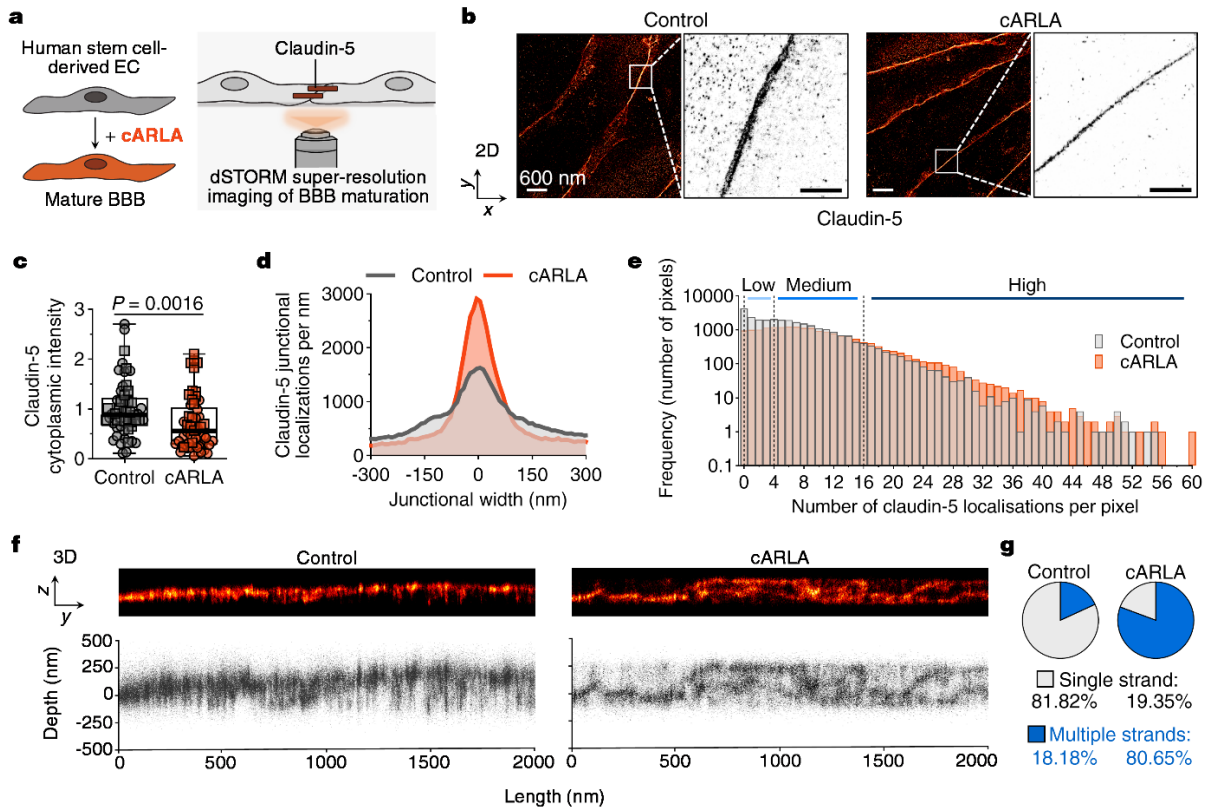 a
Human stem cell-
derived EC
+ cARLA
Mature BBB
Claudin-5
dSTORM super-resolution
imaging of BBB maturation
b
Control
cARLA
2D
y
x
600 nm
Claudin-5
c
P = 0.0016
Claudin-5
cytoplasmic intensity
3
2
1
0
Control
cARLA
d
Control
cARLA
Claudin-5 junctional
localizations per nm
3000
2000
1000
0
-300
-150
0
150
300
Junctional width (nm)
e
Low
Medium
High
Frequency (number of pixels)
10000
1000
100
10
1
0.1
Control
cARLA
0 4 8 12 16 20 24 28 32 36 40 44 48 52 56 60
Number of claudin-5 localisations per pixel
f
3D
z
y
Control
cARLA
Depth (nm)
500
250
0
-250
-500
0 500 1000 1500 2000
0 500 1000 1500 2000
Length (nm)
g
Control
cARLA
Single strand:
81.82% 19.35%
Multiple strands:
18.18% 80.65%